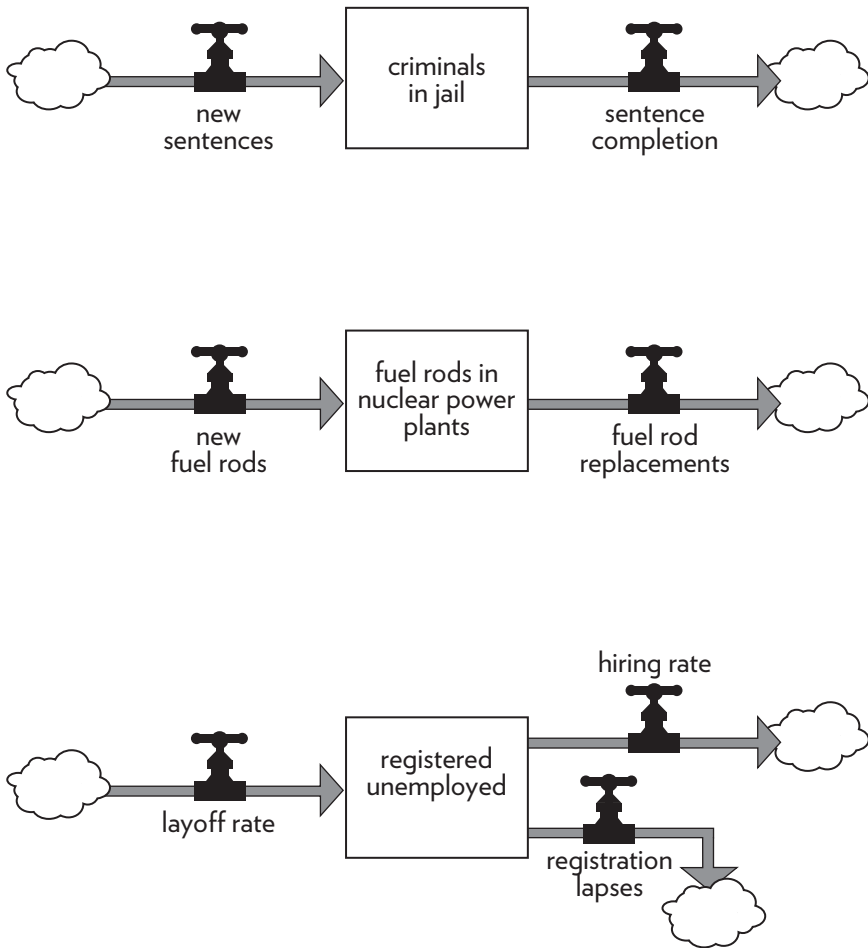 criminals
in jail
new
sentences
sentence
completion
fuel rods in
nuclear power
plants
new
fuel rods
fuel rod
replacements
hiring rate
registered
unemployed
layoff rate
registration
lapses